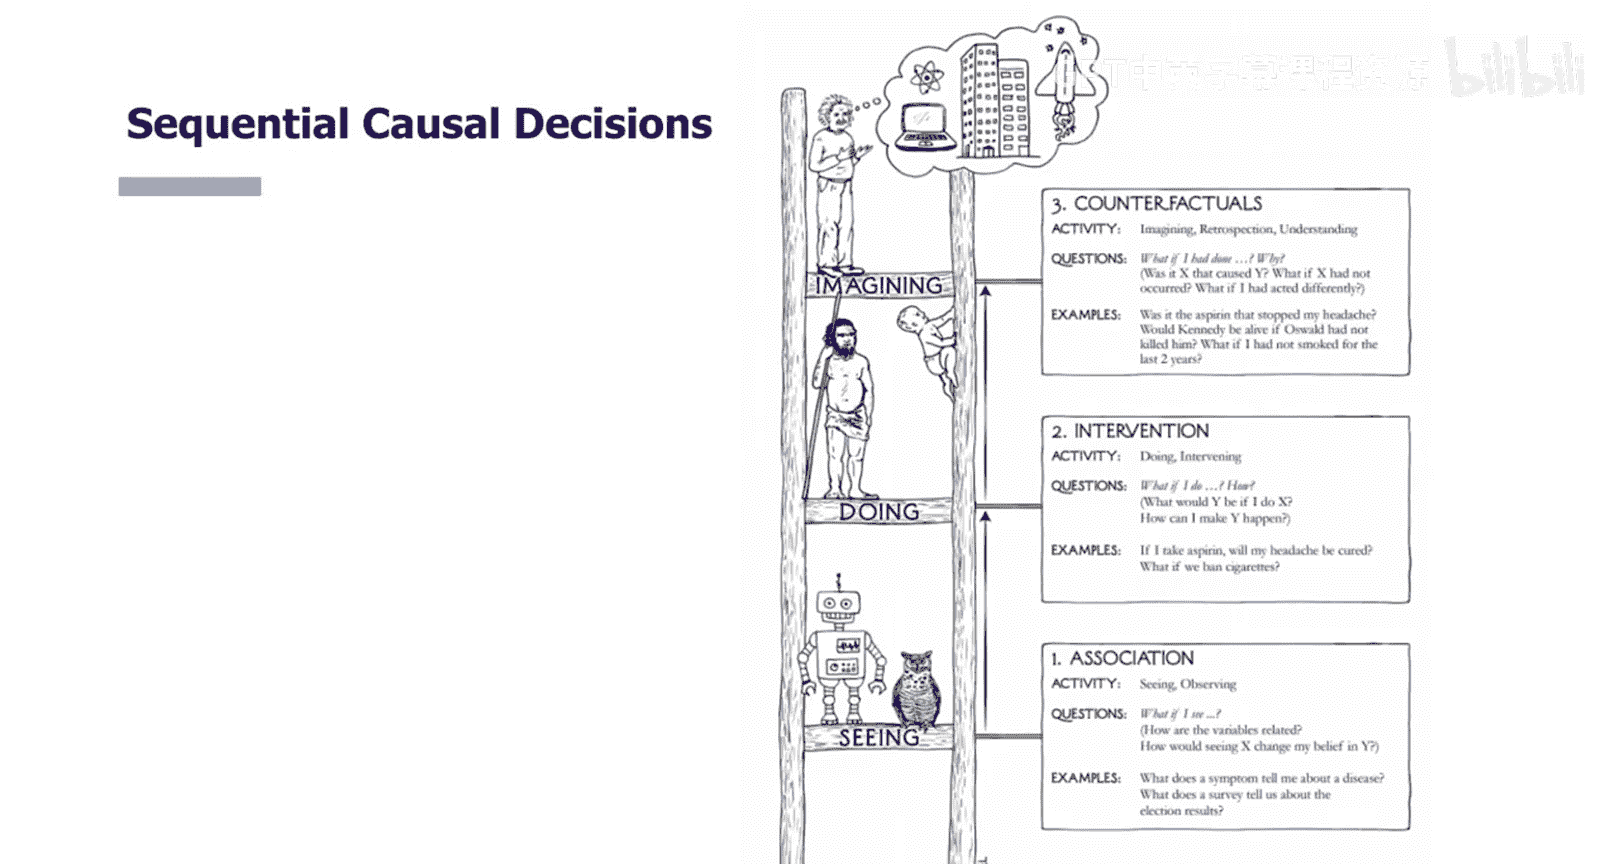 Sequential Causal Decisions
bilibili
3. COUNTERFACTUALS
ACTIVITY: Imagining, Retrospection, Understanding
QUESTIONS: What if I had done ...? Why?
(Was it X that caused Y? What if X had not
occurred? What if I had acted differently?)
EXAMPLES: Was it the aspirin that stopped my headache?
Would Kennedy be alive if Oswald had not
killed him? What if I had not smoked for the
last 2 years?
IMAGINING
2. INTERVENTION
ACTIVITY: Doing, Intervening
QUESTIONS: What if I do ...? How?
(What would Y be if I do X?
How can I make Y happen?)
EXAMPLES: If I take aspirin, will my headache be cured?
What if we ban cigarettes?
DOING
1. ASSOCIATION
ACTIVITY: Seeing, Observing
QUESTIONS: What if I see ...?
(How are the variables related?
How would seeing X change my belief in Y?)
EXAMPLES: What does a symptom tell me about a disease?
What does a survey tell us about the
election results?
SEEING